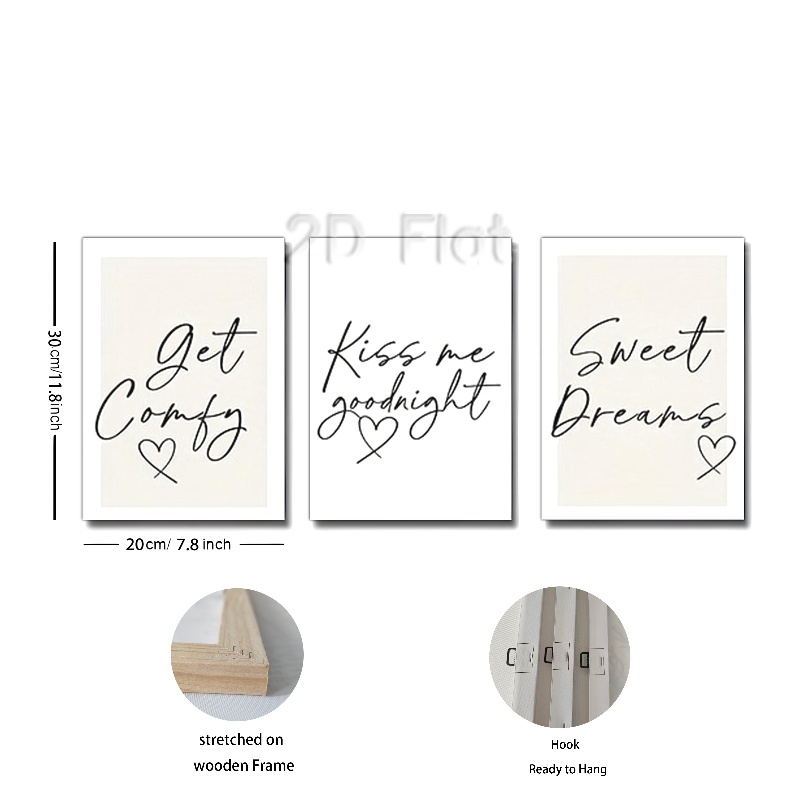 2D Flat
Get
Comfy
Kiss me
goodnight
Sweet
Dreams
30cm/11.8inch
20cm/ 7.8 inch
stretched on
wooden Frame
Hook
Ready to Hang